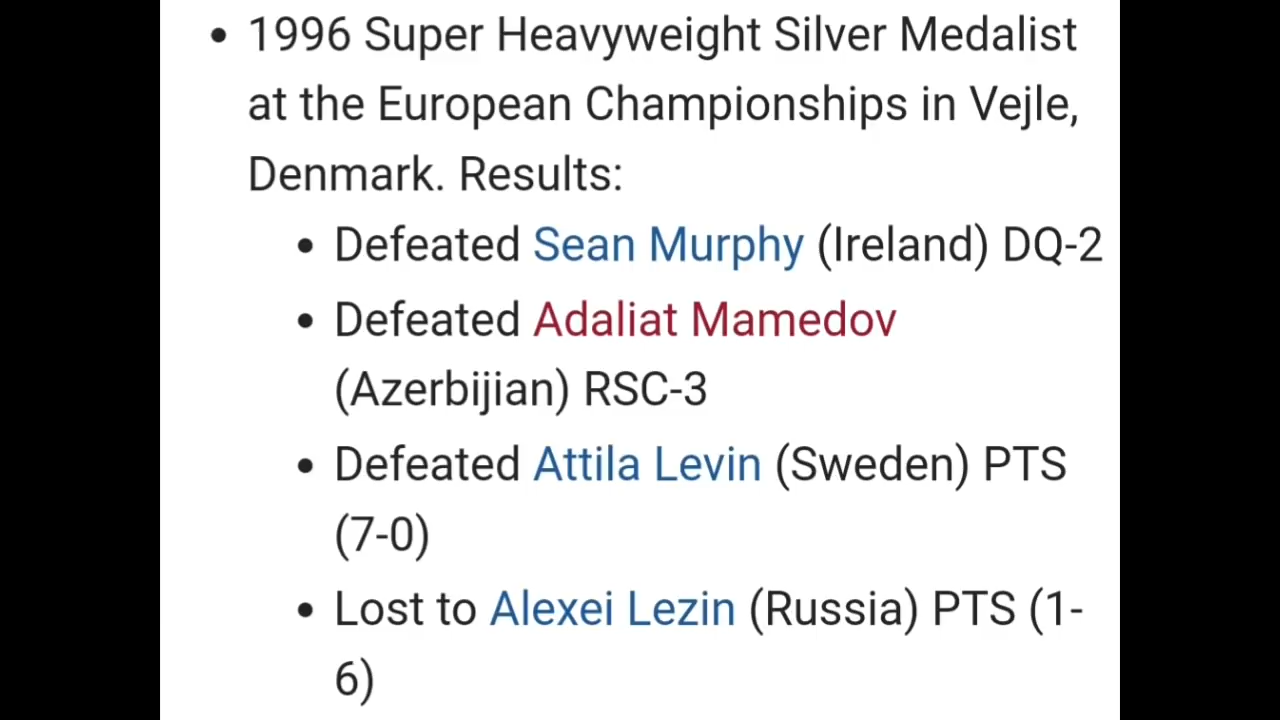 • 1996 Super Heavyweight Silver Medalist
at the European Championships in Vejle,
Denmark. Results:
• Defeated Sean Murphy (Ireland) DQ-2
• Defeated Adaliat Mamedov
(Azerbijian) RSC-3
• Defeated Attila Levin (Sweden) PTS
(7-0)
• Lost to Alexei Lezin (Russia) PTS (1-
6)